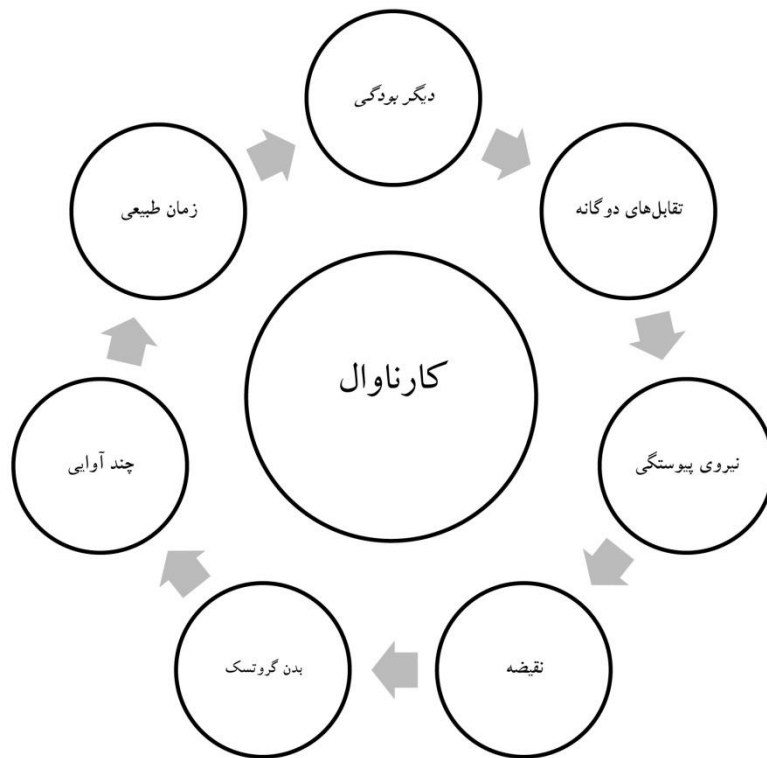 دیگر بودگی
تقابل‌های دوگانه
نیروی پیوستگی
نقیضه
بدن گروتسک
چند آوایی
زمان طبیعی
کارناوال